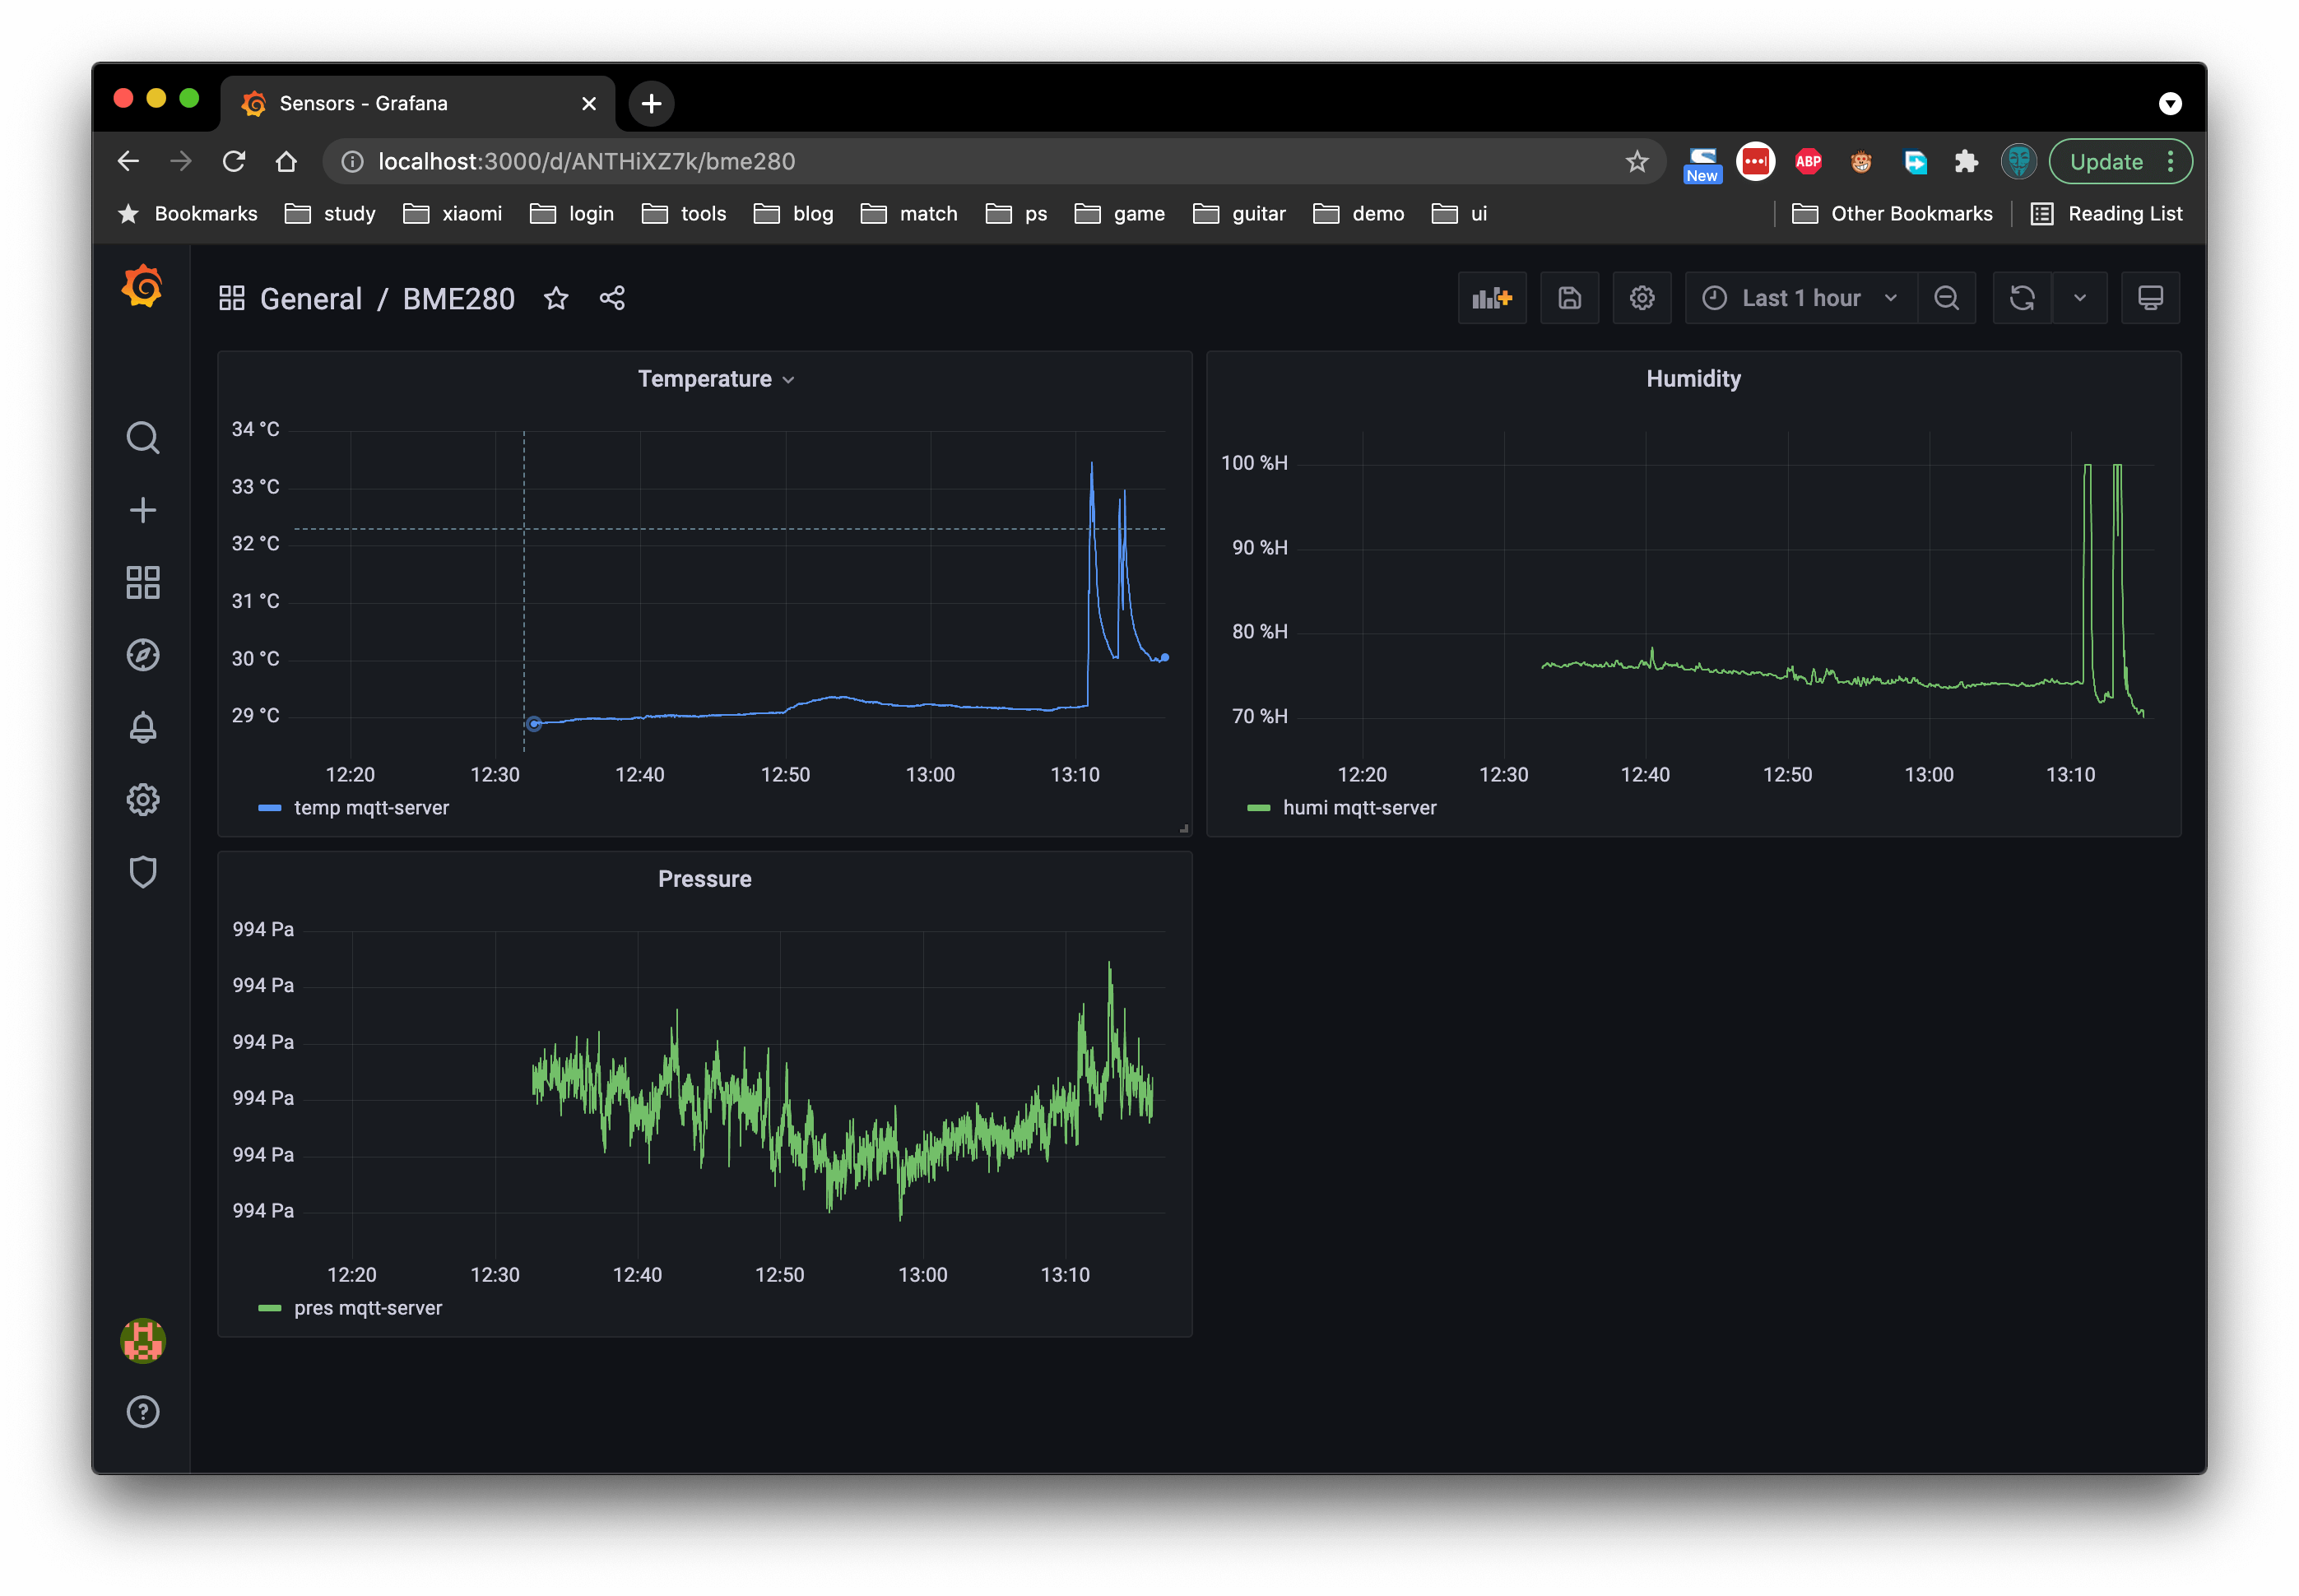 Sensors - Grafana
localhost:3000/d/ANTHiXZ7k/bme280
New
ABP
Update
Bookmarks study xiaomi login tools blog match ps game guitar demo ui Other Bookmarks Reading List
General / BME280
Last 1 hour
Temperature
34 °C
33 °C
32 °C
31 °C
30 °C
29 °C
12:20 12:30 12:40 12:50 13:00 13:10
temp mqtt-server
Humidity
100 %H
90 %H
80 %H
70 %H
12:20 12:30 12:40 12:50 13:00 13:10
humi mqtt-server
Pressure
994 Pa
994 Pa
994 Pa
994 Pa
994 Pa
994 Pa
12:20 12:30 12:40 12:50 13:00 13:10
pres mqtt-server